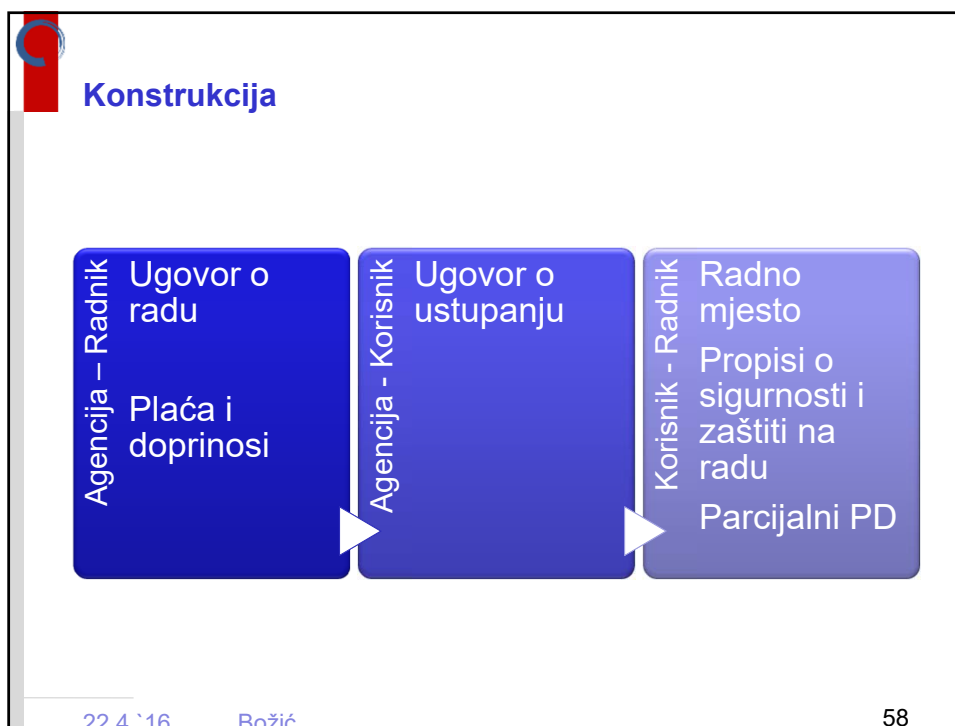 Konstrukcija
Agencija – Radnik
Ugovor o
radu
Plaća i
doprinosi
Agencija - Korisnik
Ugovor o
ustupanju
Korisnik - Radnik
Radno
mjesto
Propisi o
sigurnosti i
zaštiti na
radu
Parcijalni PD
22.4.`16 Božić
58